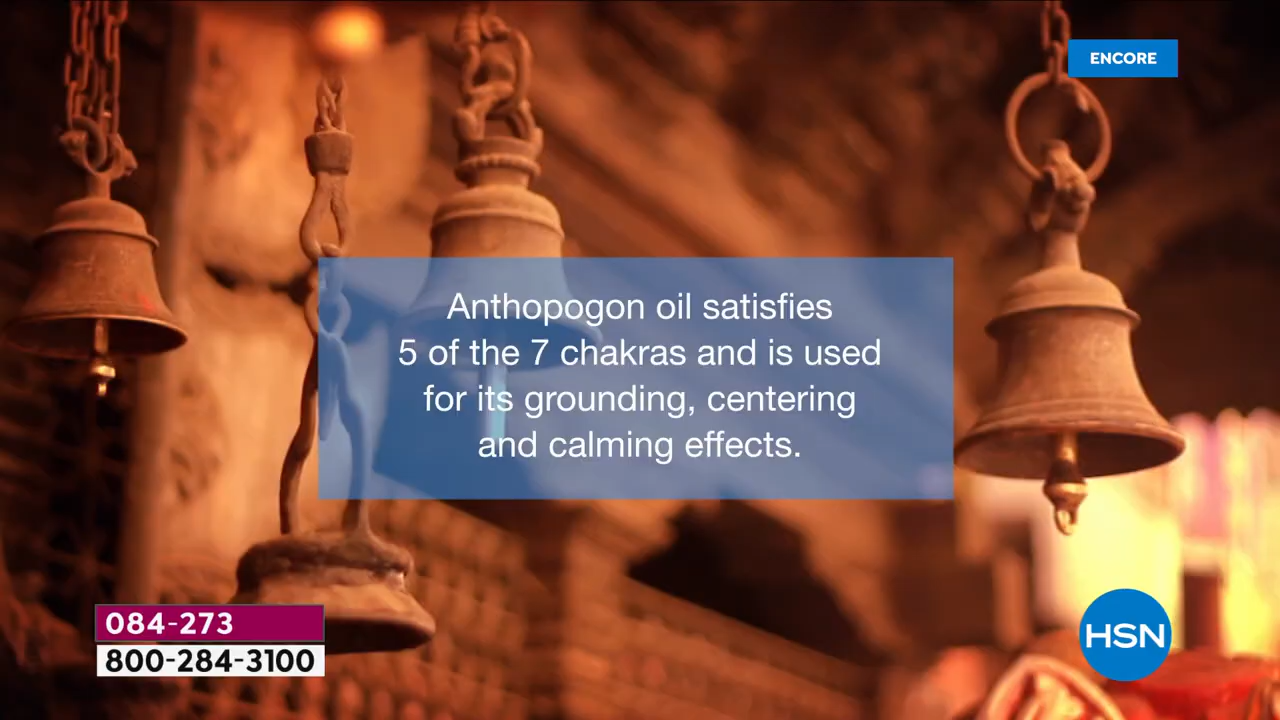 ENCORE
Anthopogon oil satisfies
5 of the 7 chakras and is used
for its grounding, centering
and calming effects.
084-273
800-284-3100
HSN